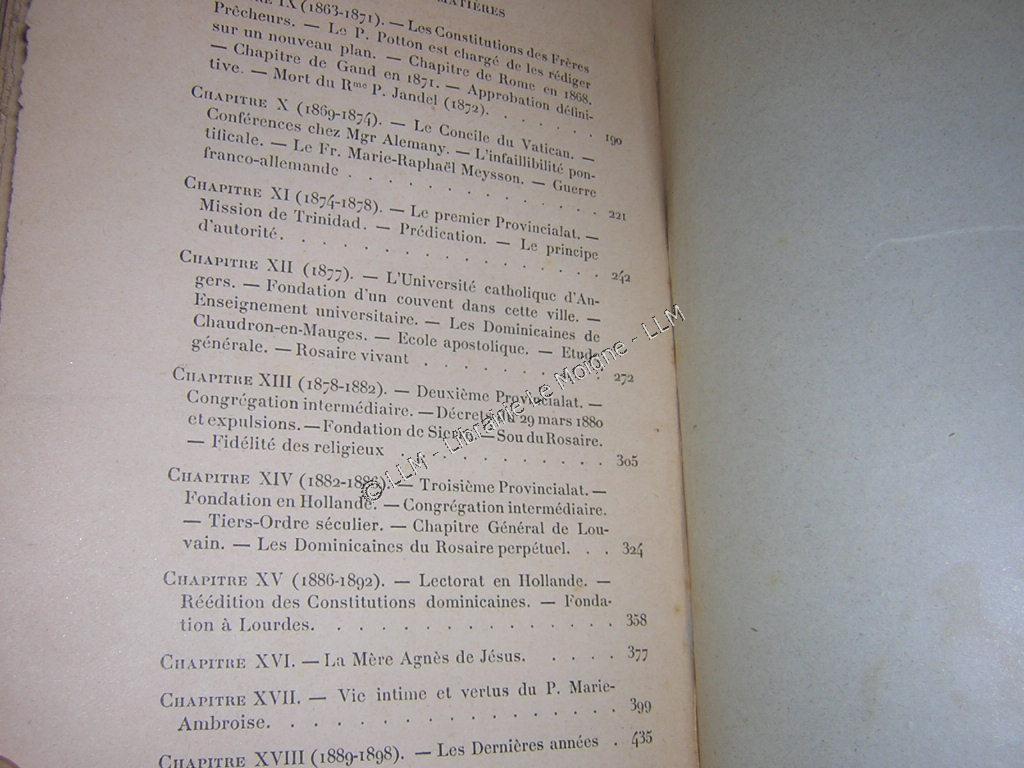 MATIÈRES
IX (1863-1871). — Les Constitutions des Frères
Prêcheurs. — Le P. Potton est chargé de les rédiger
sur un nouveau plan. — Chapitre de Rome en 1868.
— Chapitre de Gand en 1871. — Approbation défini-
tive. — Mort du Rme P. Jandel (1872). . . . . . . 190
CHAPITRE X (1869-1874). — Le Concile du Vatican. —
Conférences chez Mgr Alemany. — L'infaillibilité pon-
tificale. — Le Fr. Marie-Raphaël Meysson. — Guerre
franco-allemande . . . . . . . . . . . . 221
CHAPITRE XI (1874-1878). — Le premier Provincialat. —
Mission de Trinidad. — Prédication. — Le principe
d'autorité. . . . . . . . . . . . . . . 242
CHAPITRE XII (1877). — L'Université catholique d'An-
gers. — Fondation d'un couvent dans cette ville. —
Enseignement universitaire. — Les Dominicaines de
Chaudron-en-Mauges. — Ecole apostolique. — Etude
générale. — Rosaire vivant . . . . . . . . . 272
CHAPITRE XIII (1878-1882). — Deuxième Provincialat. —
Congrégation intermédiaire. — Décret du 29 mars 1880
et expulsions. — Fondation de Sierre. — Sou du Rosaire.
— Fidélité des religieux . . . . . . . . . . 305
CHAPITRE XIV (1882-1886). — Troisième Provincialat. —
Fondation en Hollande. — Congrégation intermédiaire.
— Tiers-Ordre séculier. — Chapitre Général de Lou-
vain. — Les Dominicaines du Rosaire perpétuel. . . 324
CHAPITRE XV (1886-1892). — Lectorat en Hollande. —
Réédition des Constitutions dominicaines. — Fonda-
tion à Lourdes. . . . . . . . . . . . . . 358
CHAPITRE XVI. — La Mère Agnès de Jésus. . . . . 377
CHAPITRE XVII. — Vie intime et vertus du P. Marie-
Ambroise. . . . . . . . . . . . . . . . 399
CHAPITRE XVIII (1889-1898). — Les Dernières années . 435
© LLM - Librairie Le Moigne - LLM